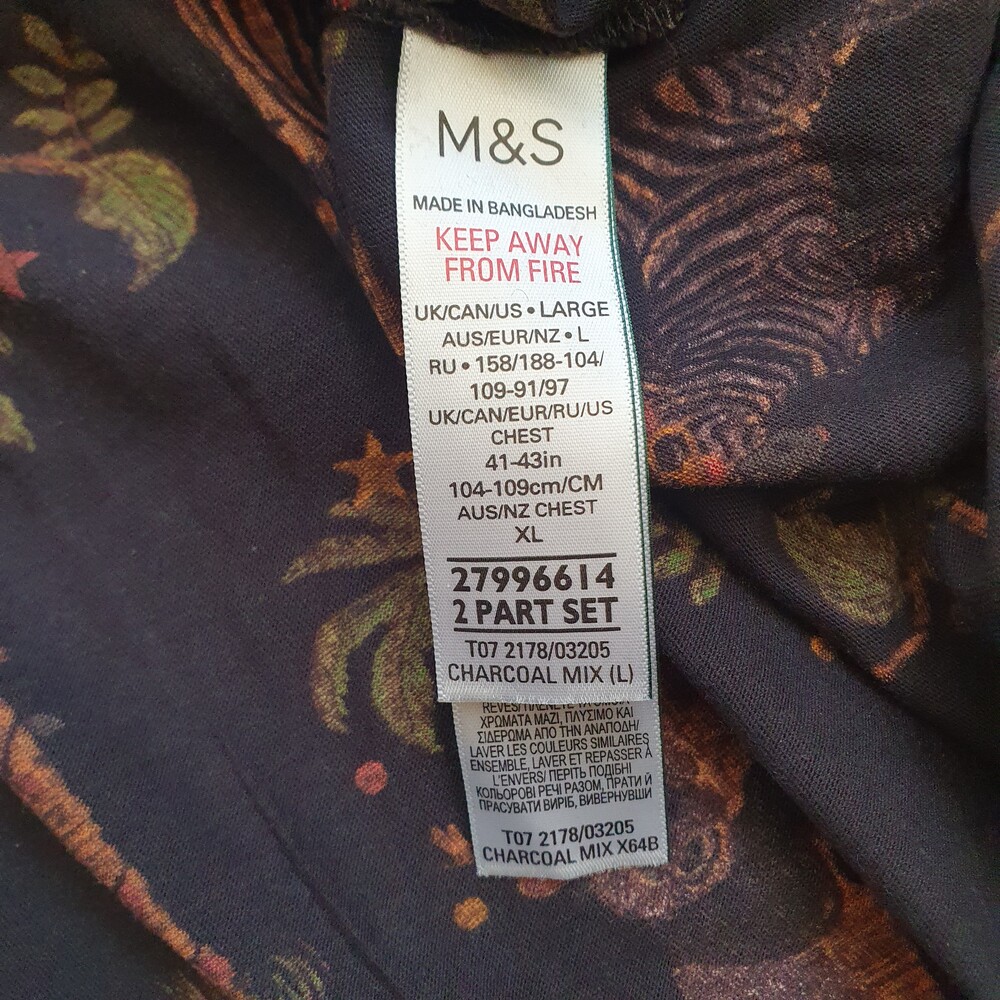 M&S
MADE IN BANGLADESH
KEEP AWAY
FROM FIRE
UK/CAN/US • LARGE
AUS/EUR/NZ • L
RU • 158/188-104/
109-91/97
UK/CAN/EUR/RU/US
CHEST
41-43in
104-109cm/CM
AUS/NZ CHEST
XL
27996614
2 PART SET
T07 2178/03205
CHARCOAL MIX (L)
REVES/ ΠΛΕΝΕΤΕ ΤΑ
ΧΡΩΜΑΤΑ ΜΑΖΙ, ΠΛΥΣΙΜΟ ΚΑΙ
ΣΙΔΕΡΩΜΑ ΑΠΟ ΤΗΝ ΑΝΑΠΟΔΗ/
LAVER LES COULEURS SIMILAIRES
ENSEMBLE, LAVER ET REPASSER À
L'ENVERS/ ПЕРІТЬ ПОДІБНІ
КОЛЬОРОВІ РЕЧІ РАЗОМ, ПРАТИ Й
ПРАСУВАТИ ВИРІБ, ВИВЕРНУВШИ
T07 2178/03205
CHARCOAL MIX X64B